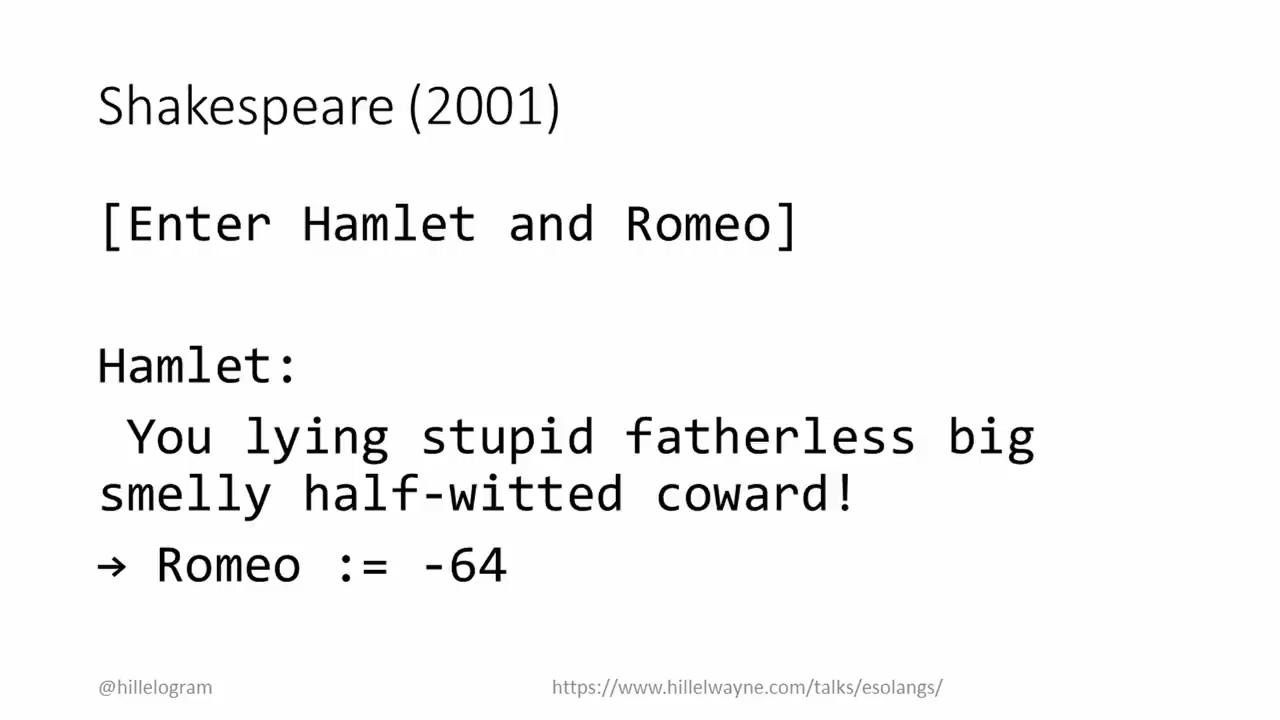 Shakespeare (2001)
[Enter Hamlet and Romeo]
Hamlet:
You lying stupid fatherless big
smelly half-witted coward!
→ Romeo := -64
@hillelogram
https://www.hillelwayne.com/talks/esolangs/